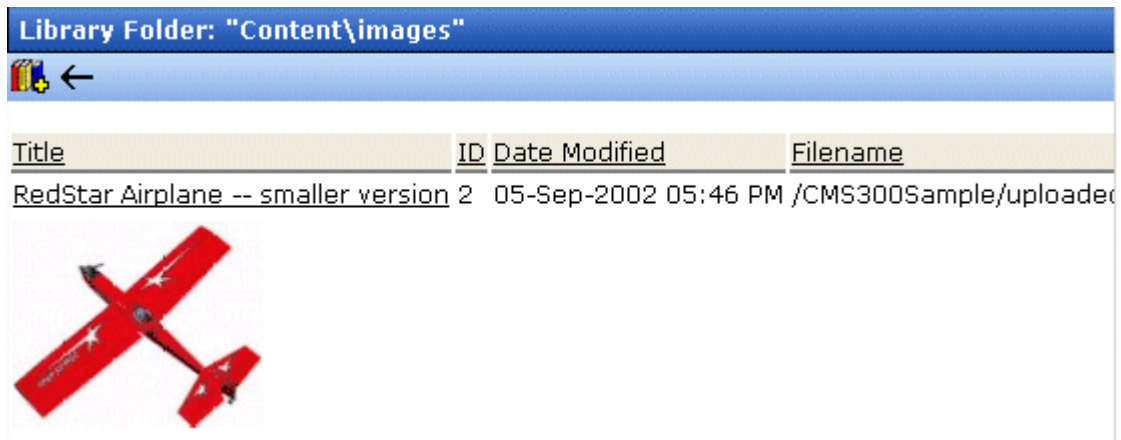 Library Folder: "Content\images"
Title ID Date Modified Filename
RedStar Airplane -- smaller version 2 05-Sep-2002 05:46 PM /CMS300Sample/uploaded